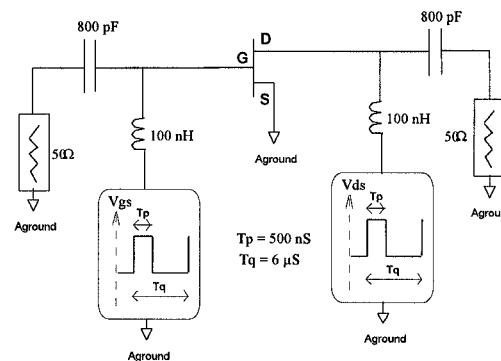 800 pF
D
800 pF
G
S
50Ω
100 nH
100 nH
50Ω
Aground
Aground
Aground
Vgs
Tp
Tp = 500 nS
Tq = 6 μS
Tq
Vds
Tp
Tq
Aground
Aground